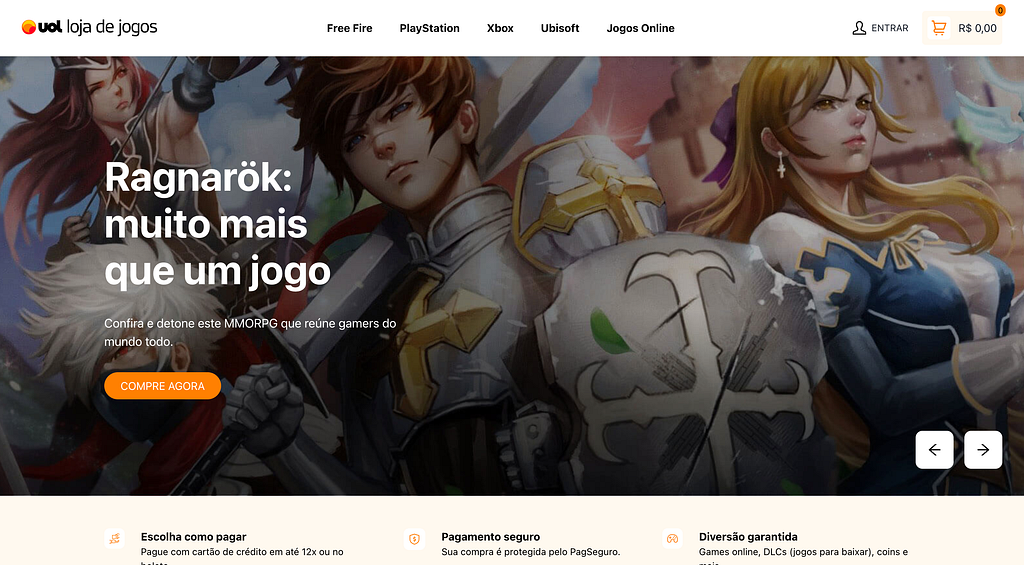 uol loja de jogos
Free Fire PlayStation Xbox Ubisoft Jogos Online
ENTRAR
0
R$ 0,00
Ragnarök:
muito mais
que um jogo
Confira e detone este MMORPG que reúne gamers do
mundo todo.
COMPRE AGORA
Escolha como pagar
Pague com cartão de crédito em até 12x ou no
Pagamento seguro
Sua compra é protegida pelo PagSeguro.
Diversão garantida
Games online, DLCs (jogos para baixar), coins e